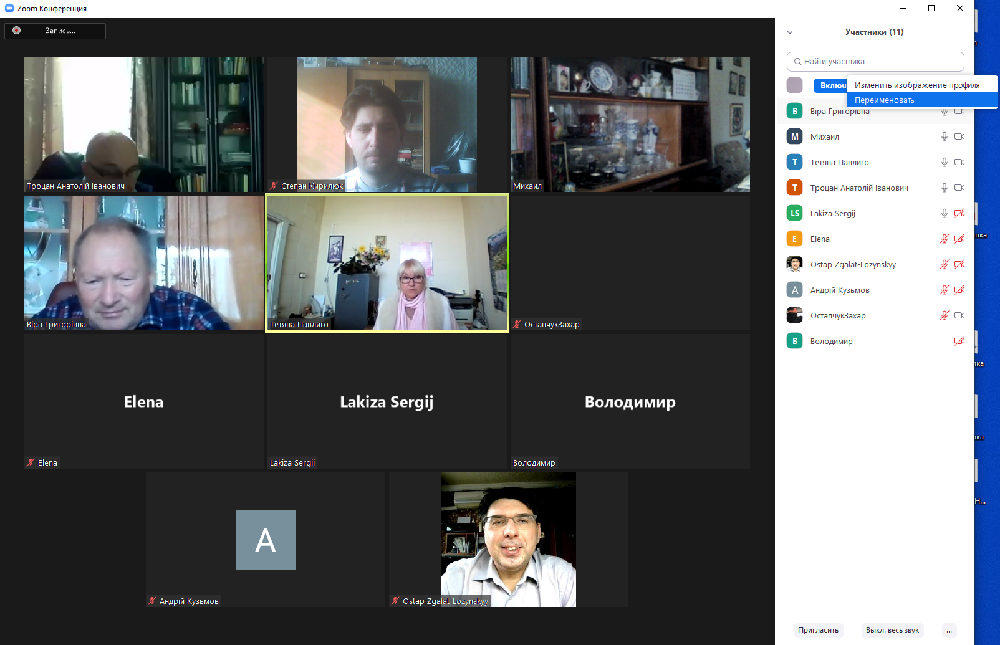 Zoom Конференция
Запись...
Троцан Анатолій Іванович
Степан Кирилюк
Михаил
Віра Григорівна
Тетяна Павлиго
ОстапчукЗахар
Elena
Lakiza Sergij
Володимир
Elena
Lakiza Sergij
Володимир
A
Андрій Кузьмов
Ostap Zgalat-Lozynskyy
Участники (11)
Найти участника
Включ
Изменить изображение профиля
Переименовать
В Віра Григорівна
М Михаил
Т Тетяна Павлиго
Т Троцан Анатолій Іванович
LS Lakiza Sergij
E Elena
Ostap Zgalat-Lozynskyy
А Андрій Кузьмов
ОстапчукЗахар
В Володимир
Пригласить
Выкл. весь звук
...
пка
нка
Н...